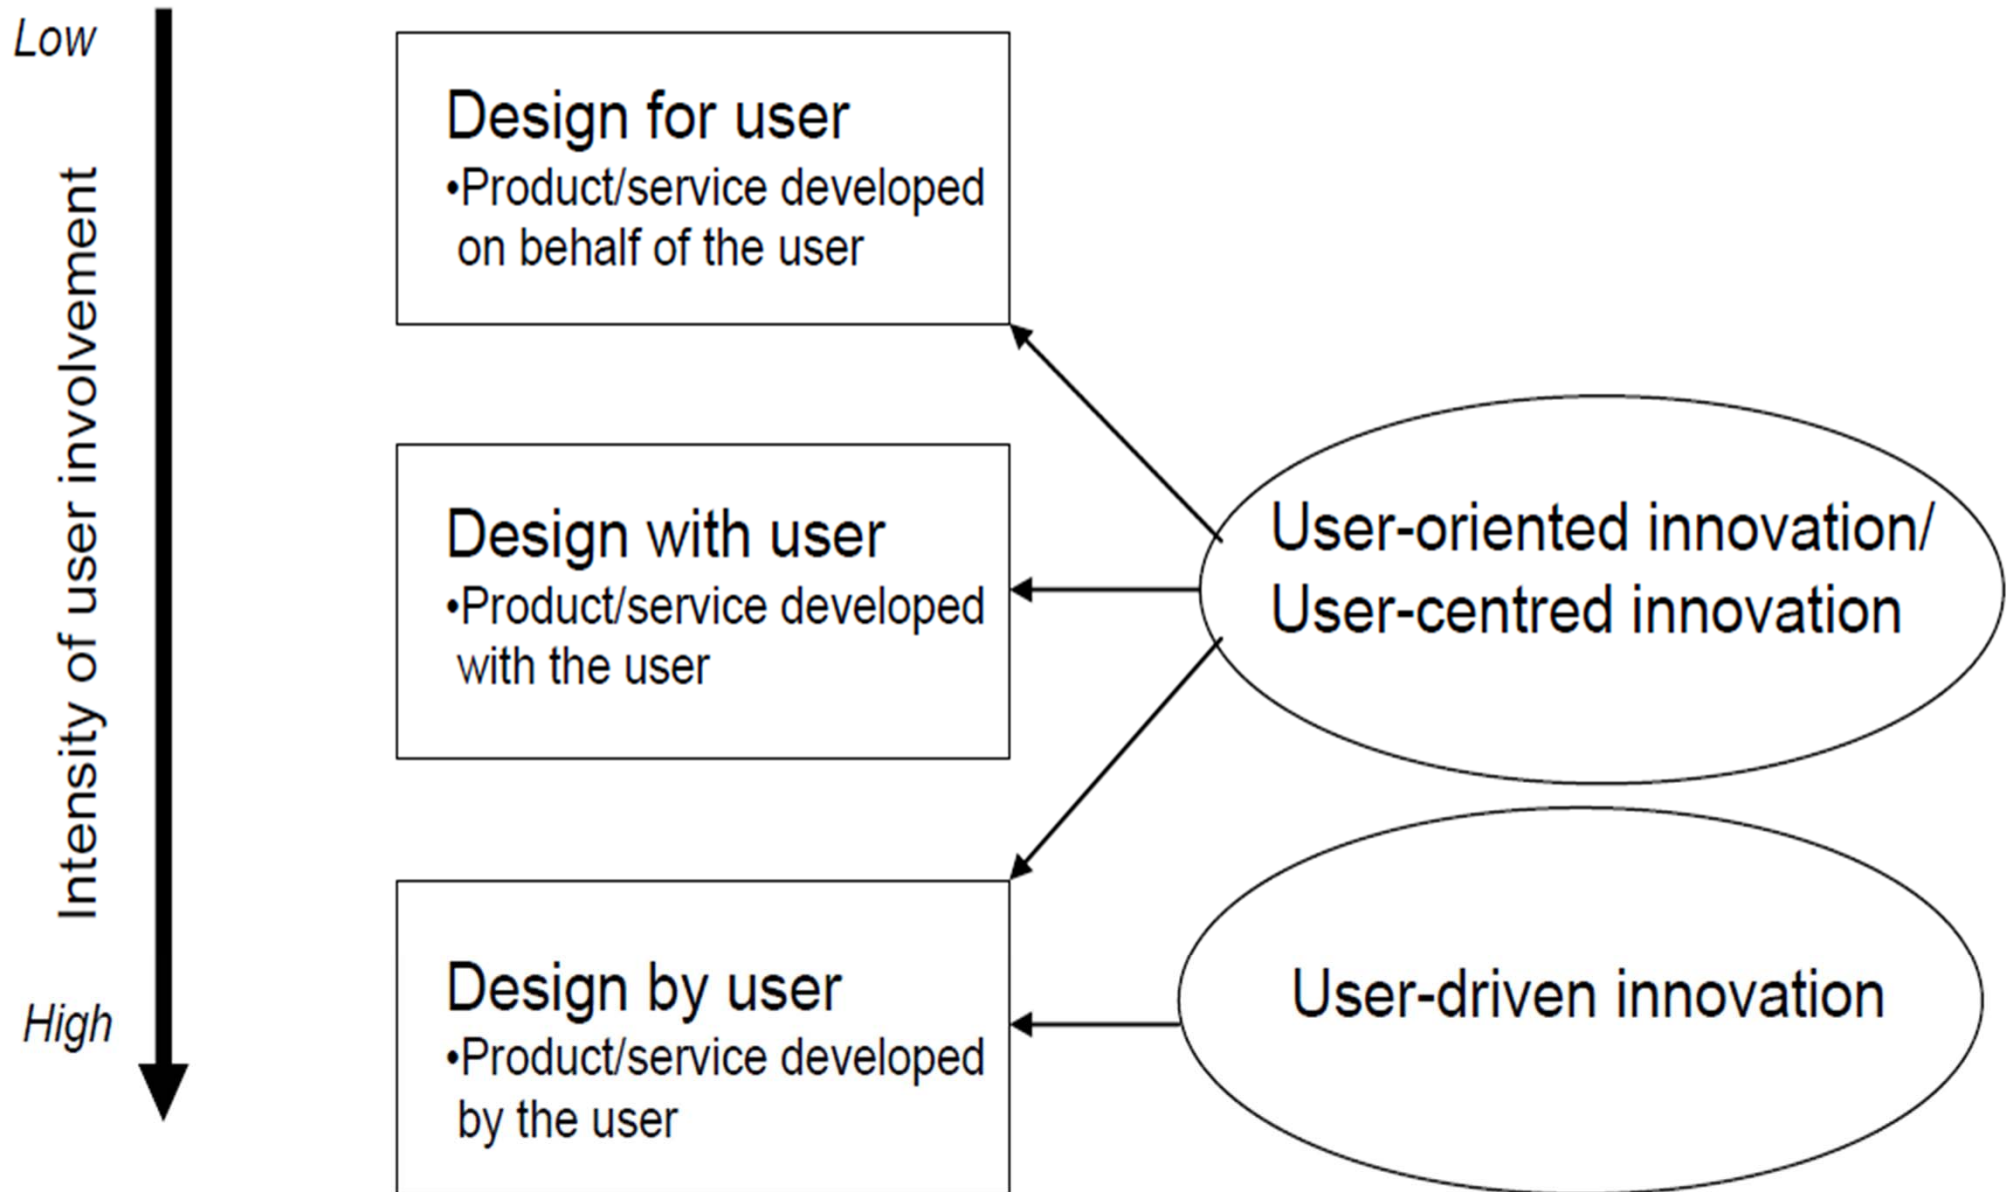 Low
Intensity of user involvement
High
Design for user
•Product/service developed
on behalf of the user
Design with user
•Product/service developed
with the user
Design by user
•Product/service developed
by the user
User-oriented innovation/
User-centred innovation
User-driven innovation